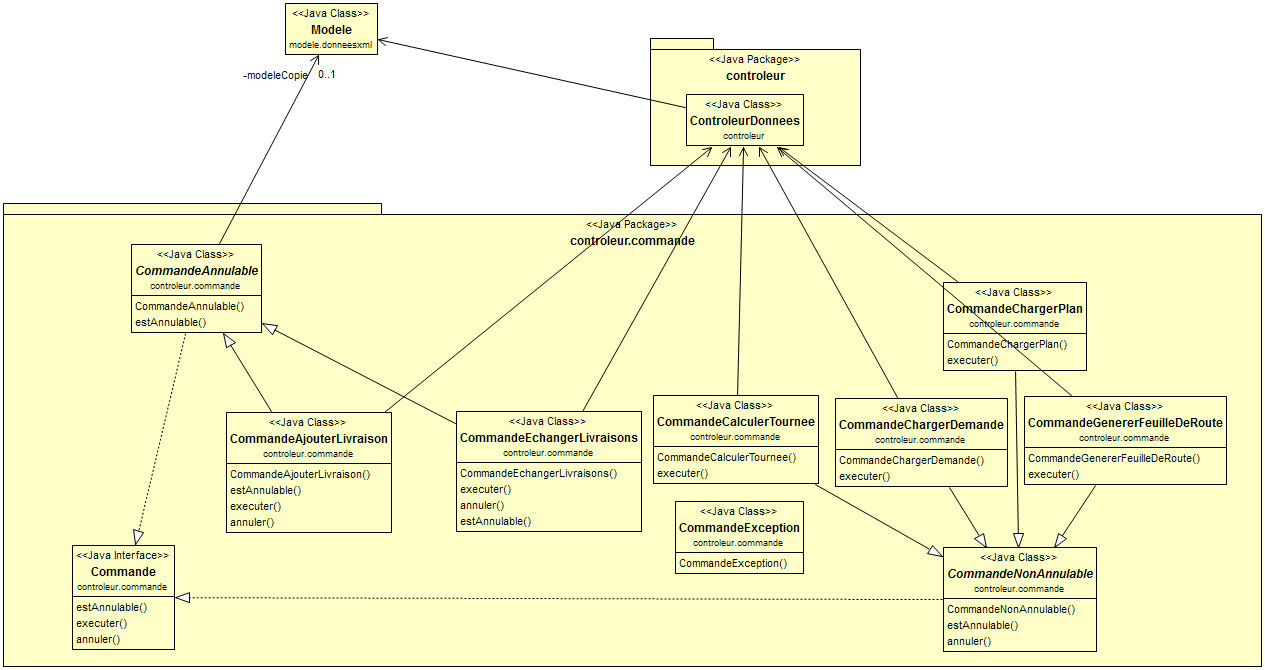 <<Java Class>>
Modele
modele.donneesxml
-modeleCopie 0..1
<<Java Package>>
controleur
<<Java Class>>
ControleurDonnees
controleur
<<Java Package>>
controleur.commande
<<Java Class>>
CommandeAnnulable
controleur.commande
CommandeAnnulable()
estAnnulable()
<<Java Class>>
CommandeChargerPlan
controleur.commande
CommandeChargerPlan()
executer()
<<Java Class>>
CommandeAjouterLivraison
controleur.commande
CommandeAjouterLivraison()
estAnnulable()
executer()
annuler()
<<Java Class>>
CommandeEchangerLivraisons
controleur.commande
CommandeEchangerLivraisons()
executer()
annuler()
estAnnulable()
<<Java Class>>
CommandeCalculerTournee
controleur.commande
CommandeCalculerTournee()
executer()
<<Java Class>>
CommandeChargerDemande
controleur.commande
CommandeChargerDemande()
executer()
<<Java Class>>
CommandeGenererFeuilleDeRoute
controleur.commande
CommandeGenererFeuilleDeRoute()
executer()
<<Java Class>>
CommandeException
controleur.commande
CommandeException()
<<Java Interface>>
Commande
controleur.commande
estAnnulable()
executer()
annuler()
<<Java Class>>
CommandeNonAnnulable
controleur.commande
CommandeNonAnnulable()
estAnnulable()
annuler()